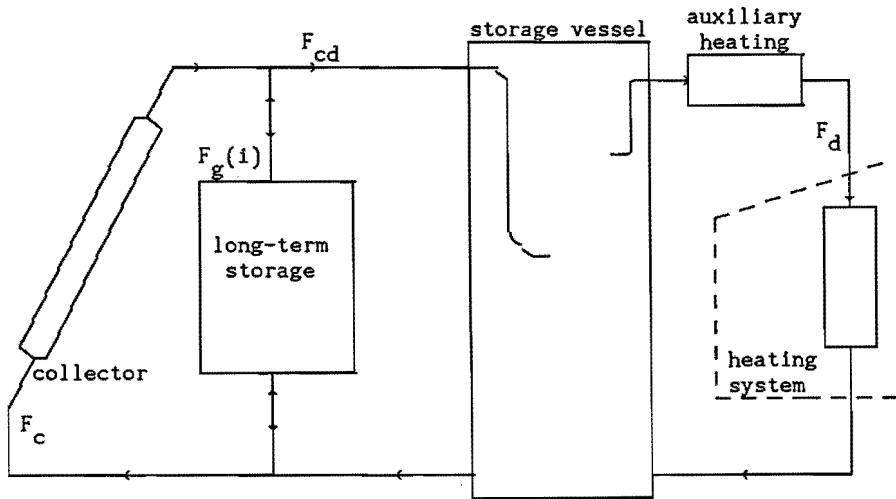 auxiliary
heating
storage vessel
F_cd
F_d
F_g(i)
long-term
storage
collector
heating
system
F_c